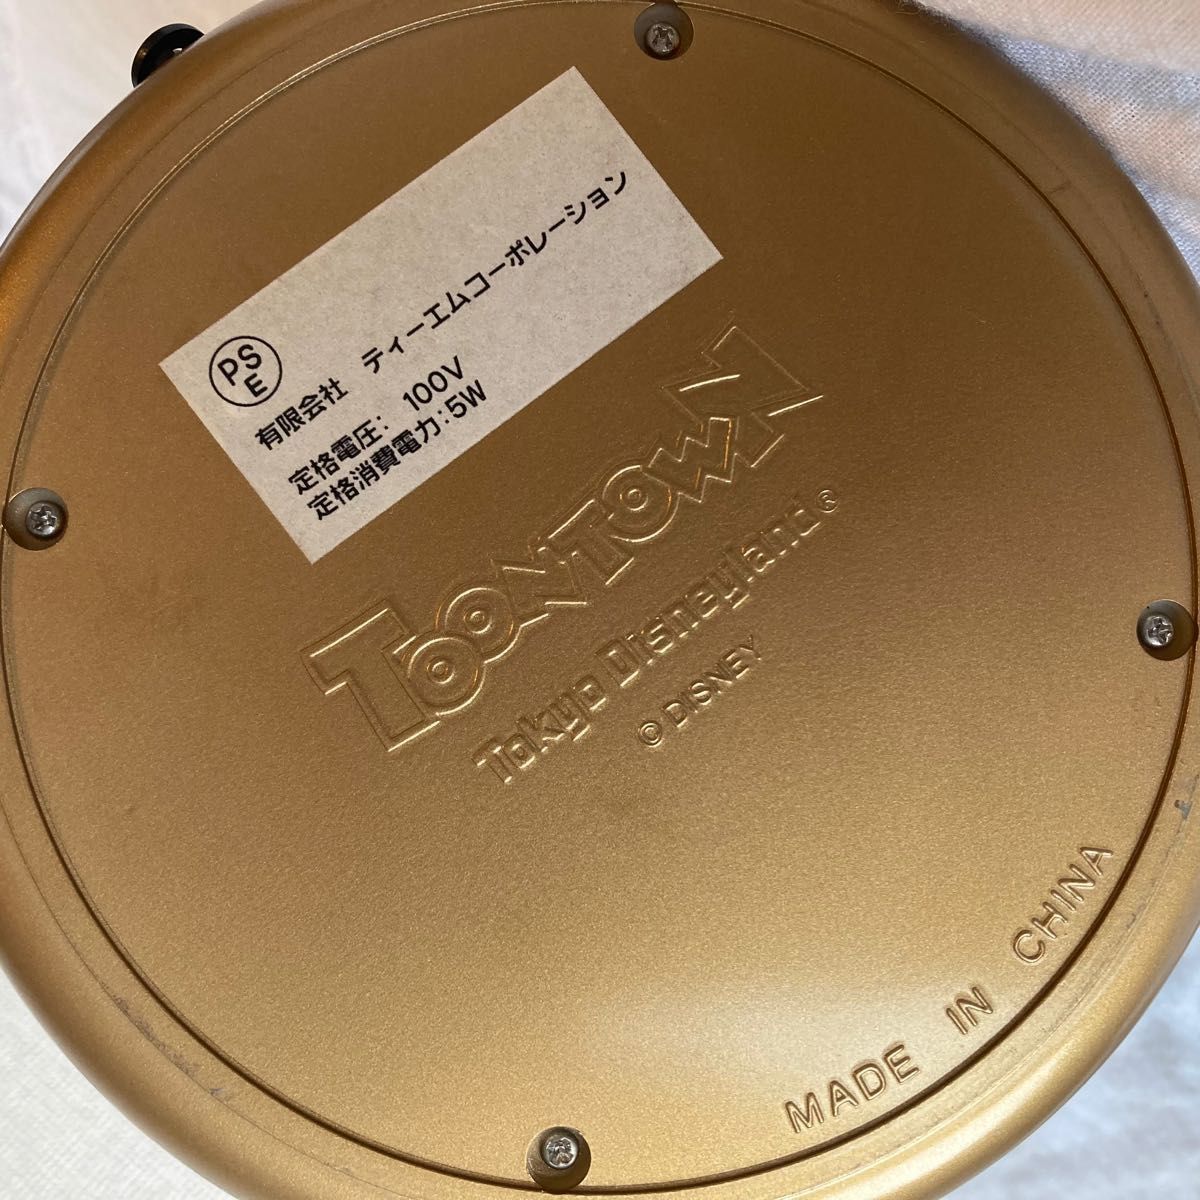 PSE
有限会社 ティーエムコーポレーション
定格電圧: 100V
定格消費電力:5W
TOONTOWN
Tokyo Disneyland®
© DISNEY
MADE IN CHINA